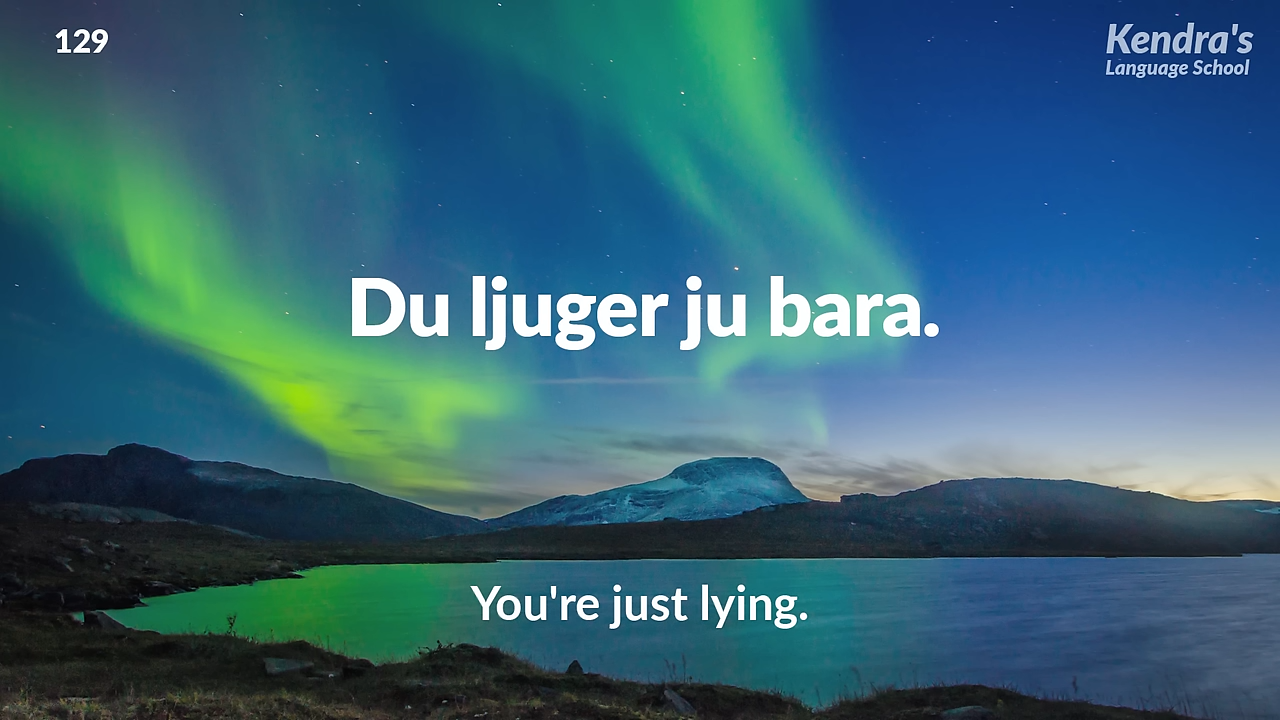 129
Kendra's
Language School
Du ljuger ju bara.
You're just lying.